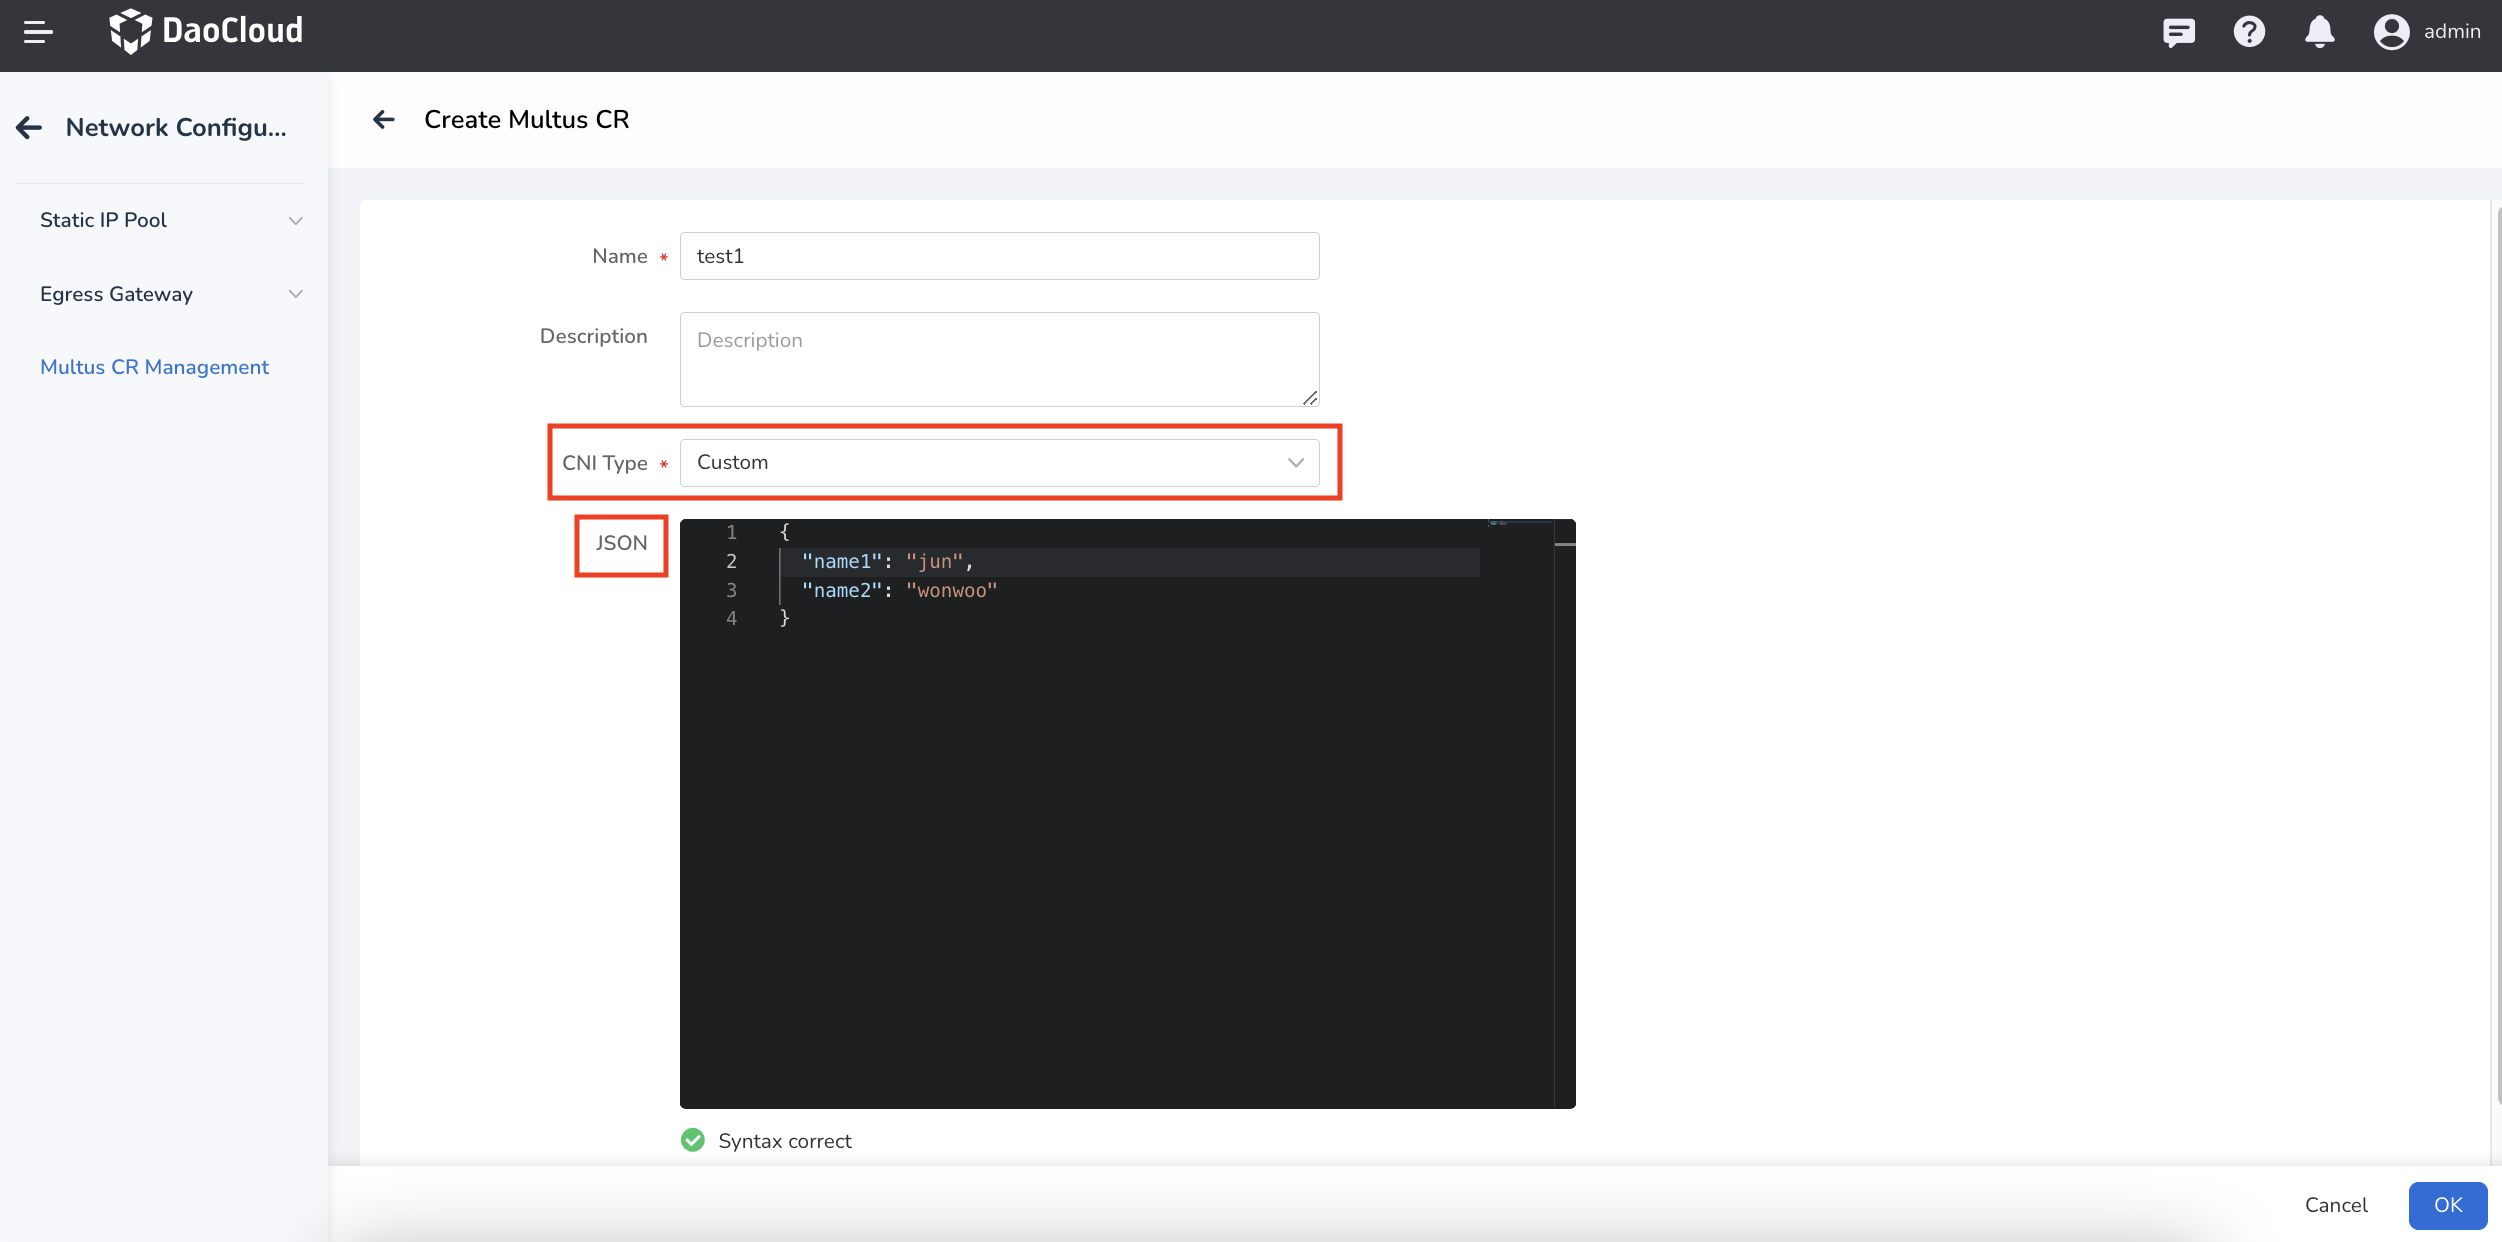 DaoCloud
admin
Network Configu...
Create Multus CR
Static IP Pool
Egress Gateway
Multus CR Management
Name *
test1
Description
Description
CNI Type *
Custom
JSON
1 {
2 "name1": "jun",
3 "name2": "wonwoo"
4 }
Syntax correct
Cancel
OK